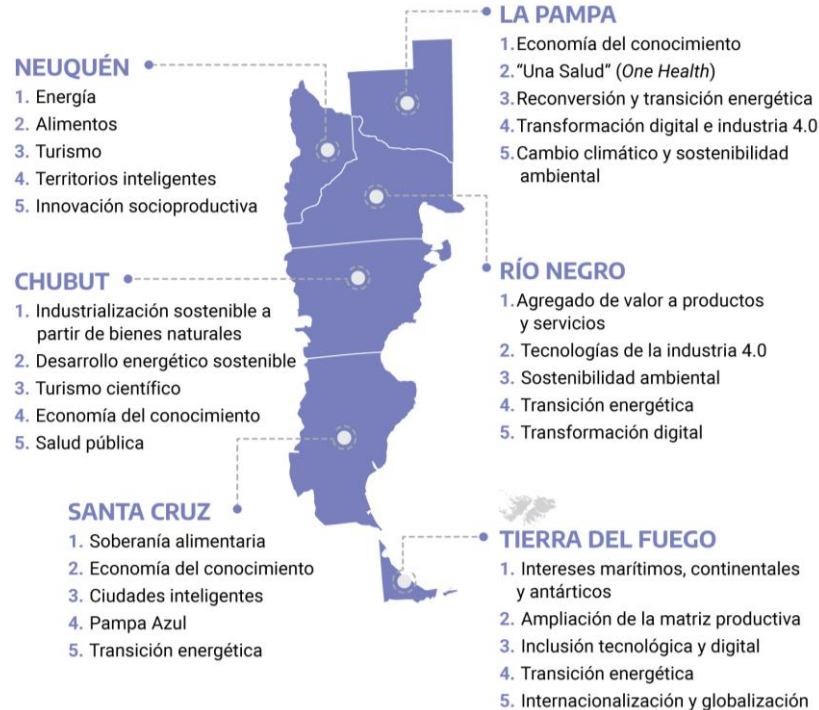 NEUQUÉN
1. Energía
2. Alimentos
3. Turismo
4. Territorios inteligentes
5. Innovación socioproductiva
LA PAMPA
1. Economía del conocimiento
2. “Una Salud” (One Health)
3. Reconversión y transición energética
4. Transformación digital e industria 4.0
5. Cambio climático y sostenibilidad
ambiental
CHUBUT
1. Industrialización sostenible a
partir de bienes naturales
2. Desarrollo energético sostenible
3. Turismo científico
4. Economía del conocimiento
5. Salud pública
RÍO NEGRO
1. Agregado de valor a productos
y servicios
2. Tecnologías de la industria 4.0
3. Sostenibilidad ambiental
4. Transición energética
5. Transformación digital
SANTA CRUZ
1. Soberanía alimentaria
2. Economía del conocimiento
3. Ciudades inteligentes
4. Pampa Azul
5. Transición energética
TIERRA DEL FUEGO
1. Intereses marítimos, continentales
y antárticos
2. Ampliación de la matriz productiva
3. Inclusión tecnológica y digital
4. Transición energética
5. Internacionalización y globalización